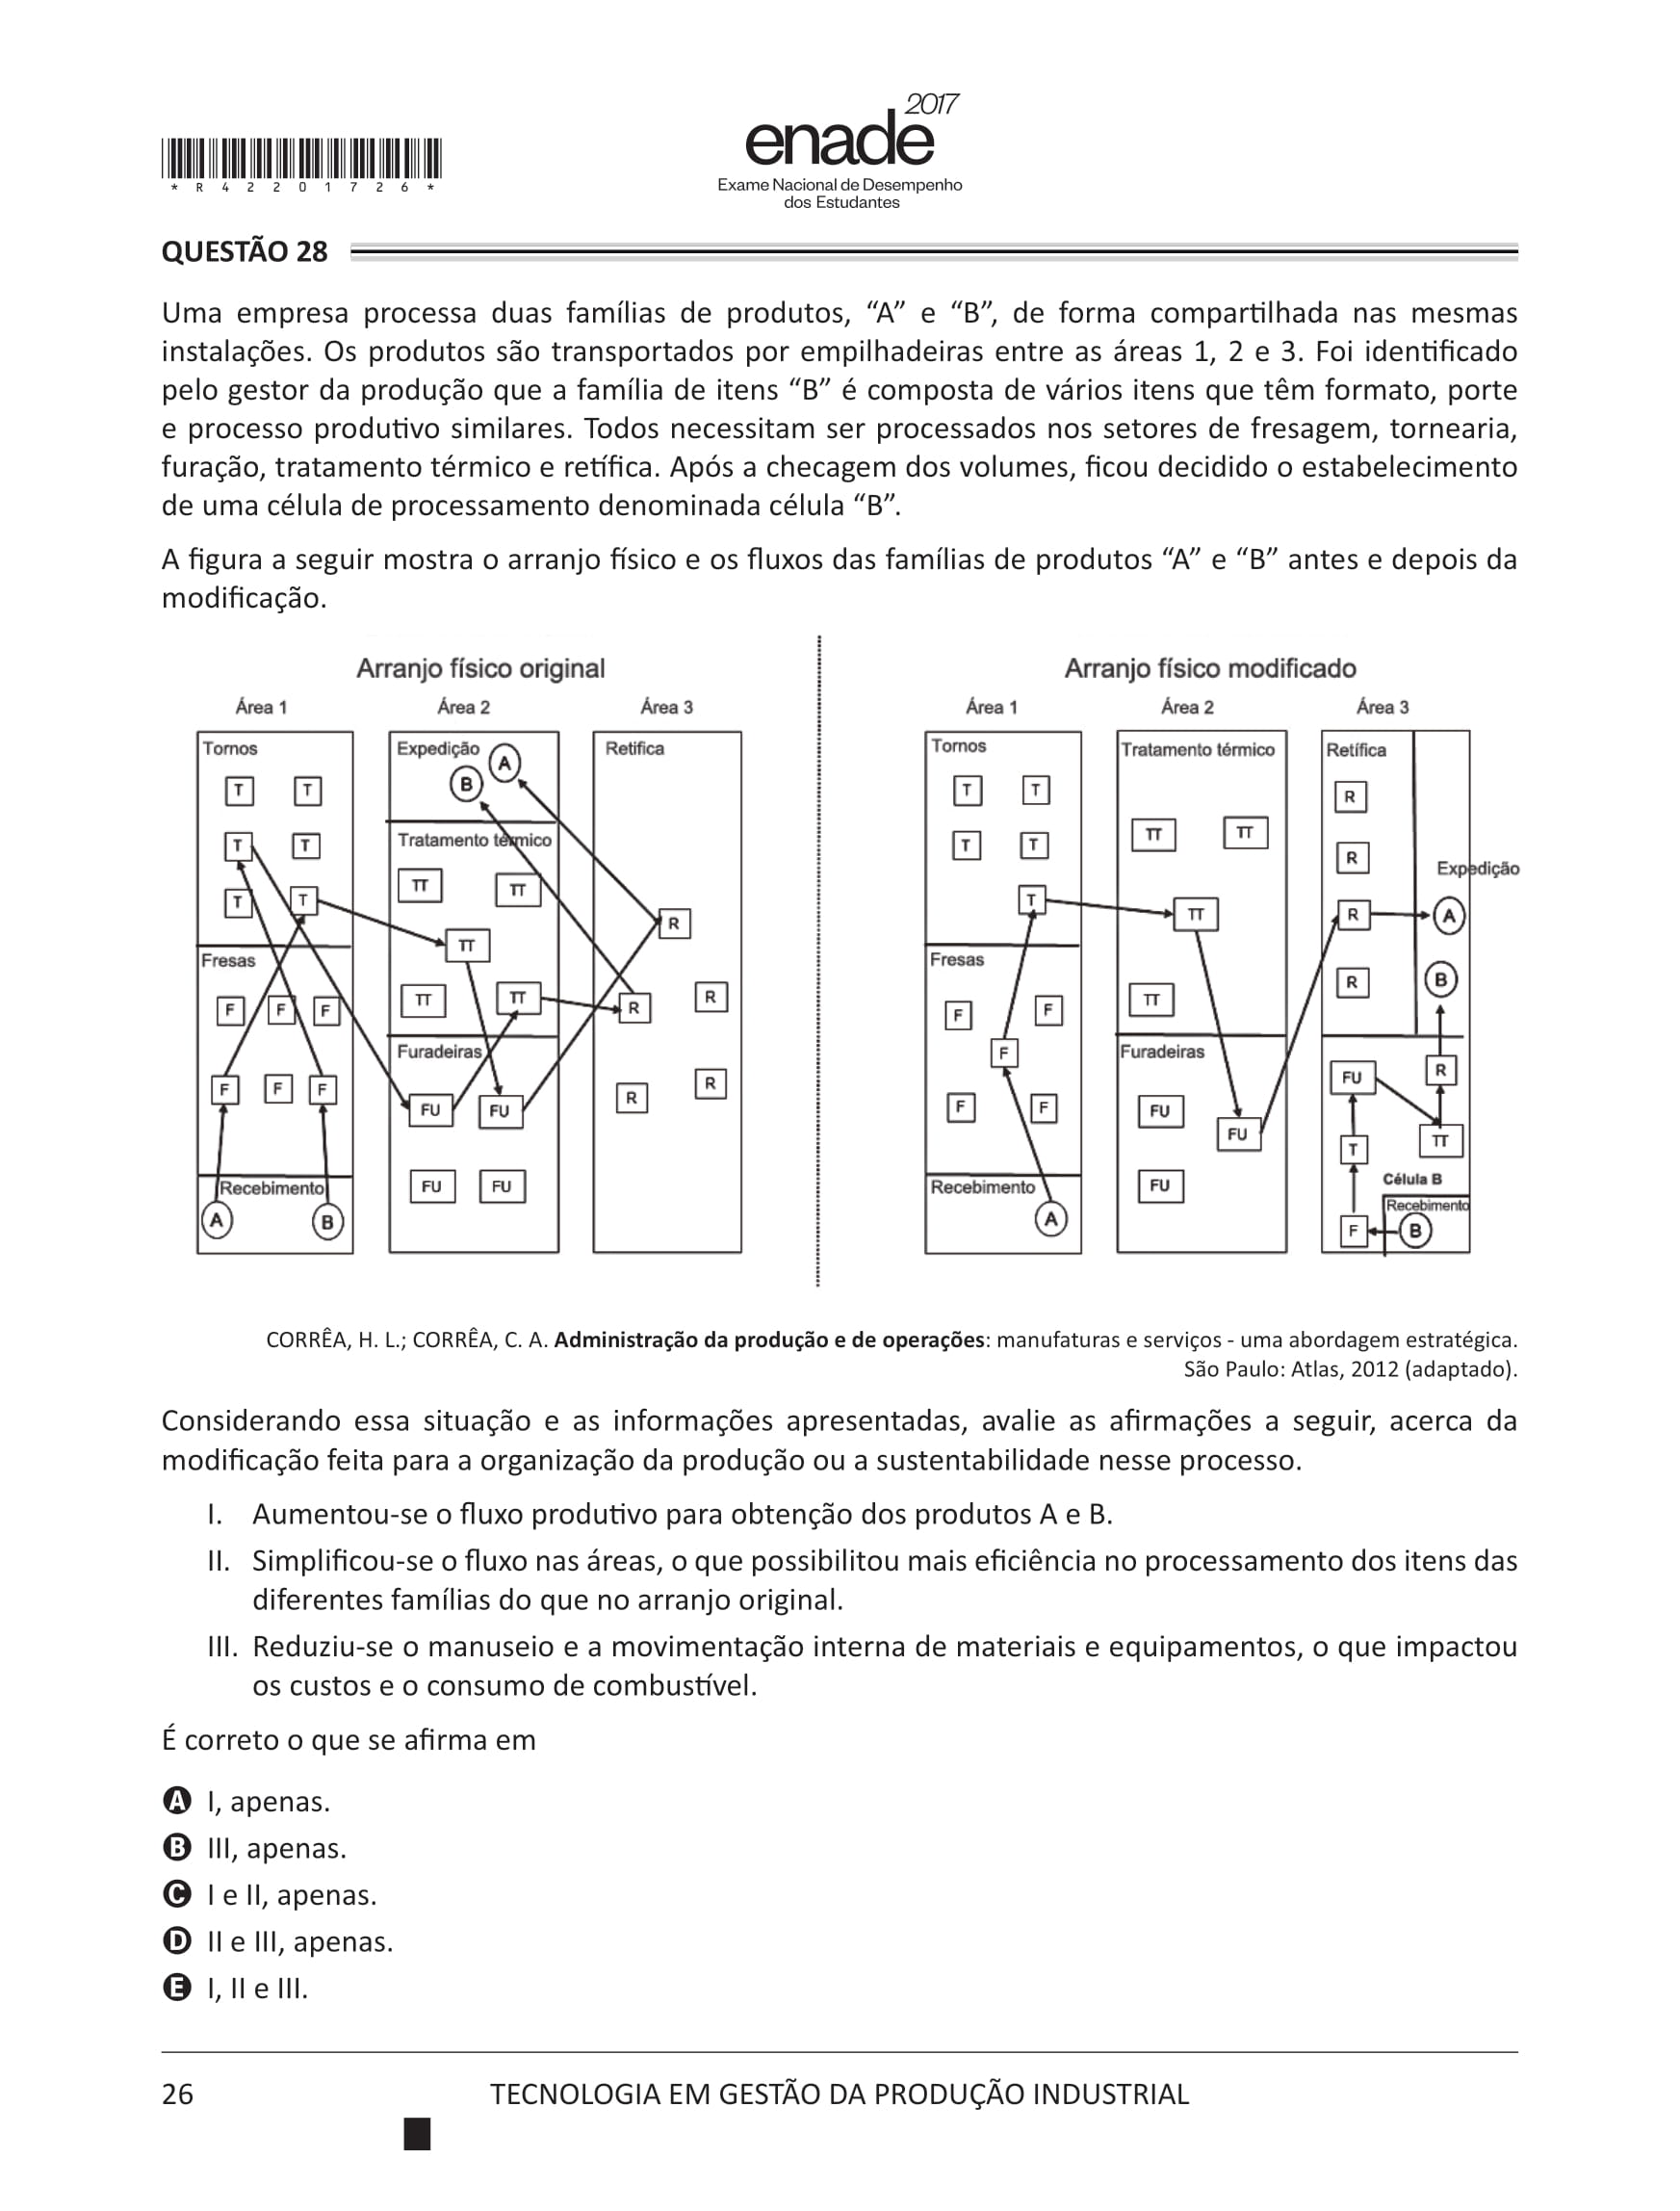 2017
enade
Exame Nacional de Desempenho
dos Estudantes
* R 4 2 2 0 1 7 2 6 *
QUESTÃO 28
Uma empresa processa duas famílias de produtos, “A” e “B”, de forma compartilhada nas mesmas
instalações. Os produtos são transportados por empilhadeiras entre as áreas 1, 2 e 3. Foi identificado
pelo gestor da produção que a família de itens “B” é composta de vários itens que têm formato, porte
e processo produtivo similares. Todos necessitam ser processados nos setores de fresagem, tornearia,
furação, tratamento térmico e retífica. Após a checagem dos volumes, ficou decidido o estabelecimento
de uma célula de processamento denominada célula “B”.
A figura a seguir mostra o arranjo físico e os fluxos das famílias de produtos “A” e “B” antes e depois da
modificação.
Arranjo físico original
Área 1 Área 2 Área 3
Tornos
T T
T T
T T
Fresas
F F F
F F F
Recebimento
A B
Expedição
A
B
Tratamento térmico
TT TT
TT
TT TT
Furadeiras
FU FU
FU FU
Retifica
R
R R
R R
Arranjo físico modificado
Área 1 Área 2 Área 3
Tornos
T T
T T
T
Fresas
F F
F
F F
Recebimento
A
Tratamento térmico
TT TT
TT
TT
Furadeiras
FU
FU
FU
Retífica
R
R
R
R
Expedição
A
B
FU R
T TT
Célula B
Recebimento
F B
CORRÊA, H. L.; CORRÊA, C. A. Administração da produção e de operações: manufaturas e serviços - uma abordagem estratégica.
São Paulo: Atlas, 2012 (adaptado).
Considerando essa situação e as informações apresentadas, avalie as afirmações a seguir, acerca da
modificação feita para a organização da produção ou a sustentabilidade nesse processo.
I. Aumentou-se o fluxo produtivo para obtenção dos produtos A e B.
II. Simplificou-se o fluxo nas áreas, o que possibilitou mais eficiência no processamento dos itens das
diferentes famílias do que no arranjo original.
III. Reduziu-se o manuseio e a movimentação interna de materiais e equipamentos, o que impactou
os custos e o consumo de combustível.
É correto o que se afirma em
A I, apenas.
B III, apenas.
C I e II, apenas.
D II e III, apenas.
E I, II e III.
26
TECNOLOGIA EM GESTÃO DA PRODUÇÃO INDUSTRIAL